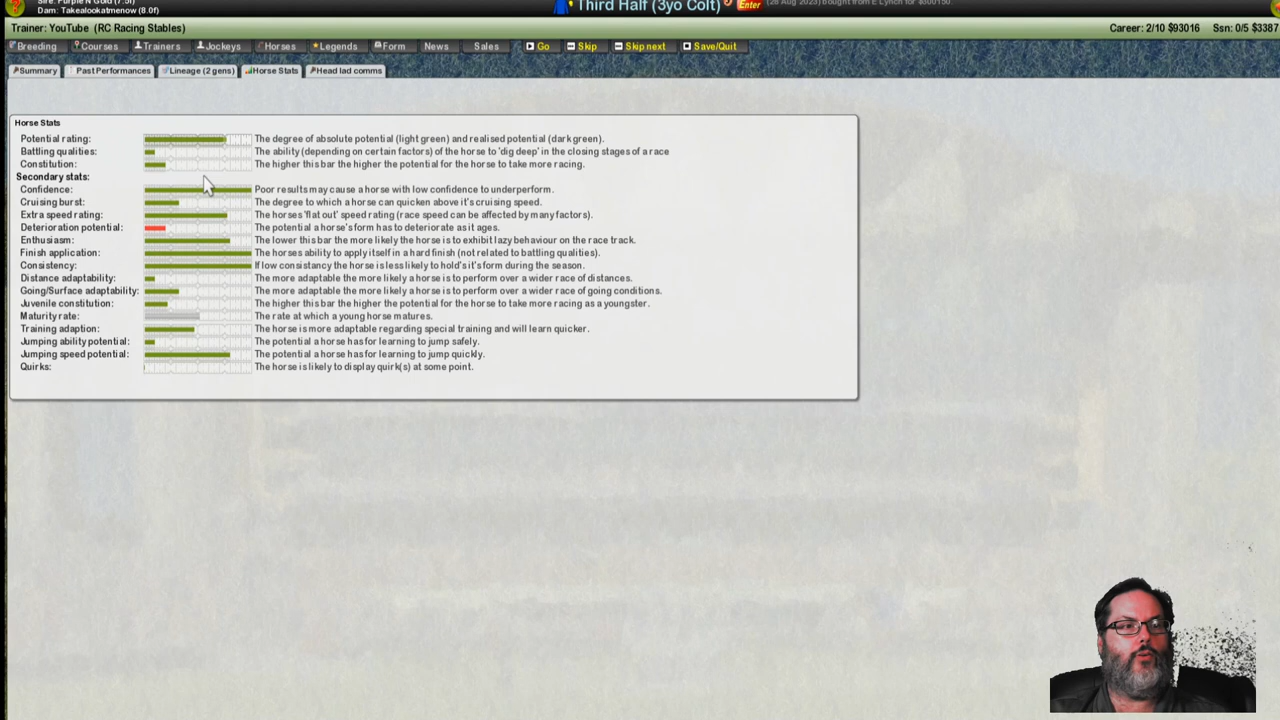 Sire: Purple N Gold (7.5f)
Dam: Takealookatmenow (8.0f)
Third Half (3yo Colt)
Enter
(28 Aug 2023) bought from E Lynch for $300150.
Trainer: YouTube (RC Racing Stables)
Career: 2/10 $93016 Ssn: 0/5 $3387
Breeding Courses Trainers Jockeys Horses Legends Form News Sales Go Skip Skip next Save/Quit
Summary Past Performances Lineage (2 gens) Horse Stats Head lad comms
Horse Stats
Potential rating: The degree of absolute potential (light green) and realised potential (dark green).
Battling qualities: The ability (depending on certain factors) of the horse to 'dig deep' in the closing stages of a race
Constitution: The higher this bar the higher the potential for the horse to take more racing.
Secondary stats:
Confidence: Poor results may cause a horse with low confidence to underperform.
Cruising burst: The degree to which a horse can quicken above it's cruising speed.
Extra speed rating: The horses 'flat out' speed rating (race speed can be affected by many factors).
Deterioration potential: The potential a horse's form has to deteriorate as it ages.
Enthusiasm: The lower this bar the more likely the horse is to exhibit lazy behaviour on the race track.
Finish application: The horses ability to apply itself in a hard finish (not related to battling qualities).
Consistency: If low consistancy the horse is less likely to hold's it's form during the season.
Distance adaptability: The more adaptable the more likely a horse is to perform over a wider race of distances.
Going/Surface adaptability: The more adaptable the more likely a horse is to perform over a wider race of going conditions.
Juvenile constitution: The higher this bar the higher the potential for the horse to take more racing as a youngster.
Maturity rate: The rate at which a young horse matures.
Training adaption: The horse is more adaptable regarding special training and will learn quicker.
Jumping ability potential: The potential a horse has for learning to jump safely.
Jumping speed potential: The potential a horse has for learning to jump quickly.
Quirks: The horse is likely to display quirk(s) at some point.